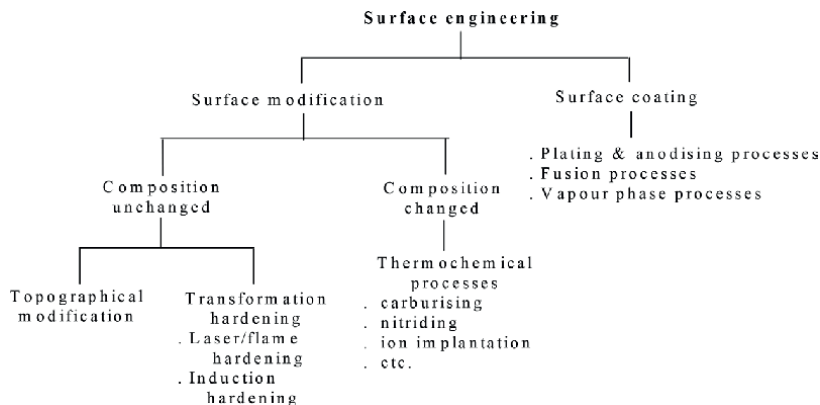 Surface engineering
Surface modification
Surface coating
. Plating & anodising processes
. Fusion processes
. Vapour phase processes
Composition
unchanged
Composition
changed
Topographical
modification
Transformation
hardening
. Laser/flame
hardening
. Induction
hardening
Thermochemical
processes
. carburising
. nitriding
. ion implantation
. etc.